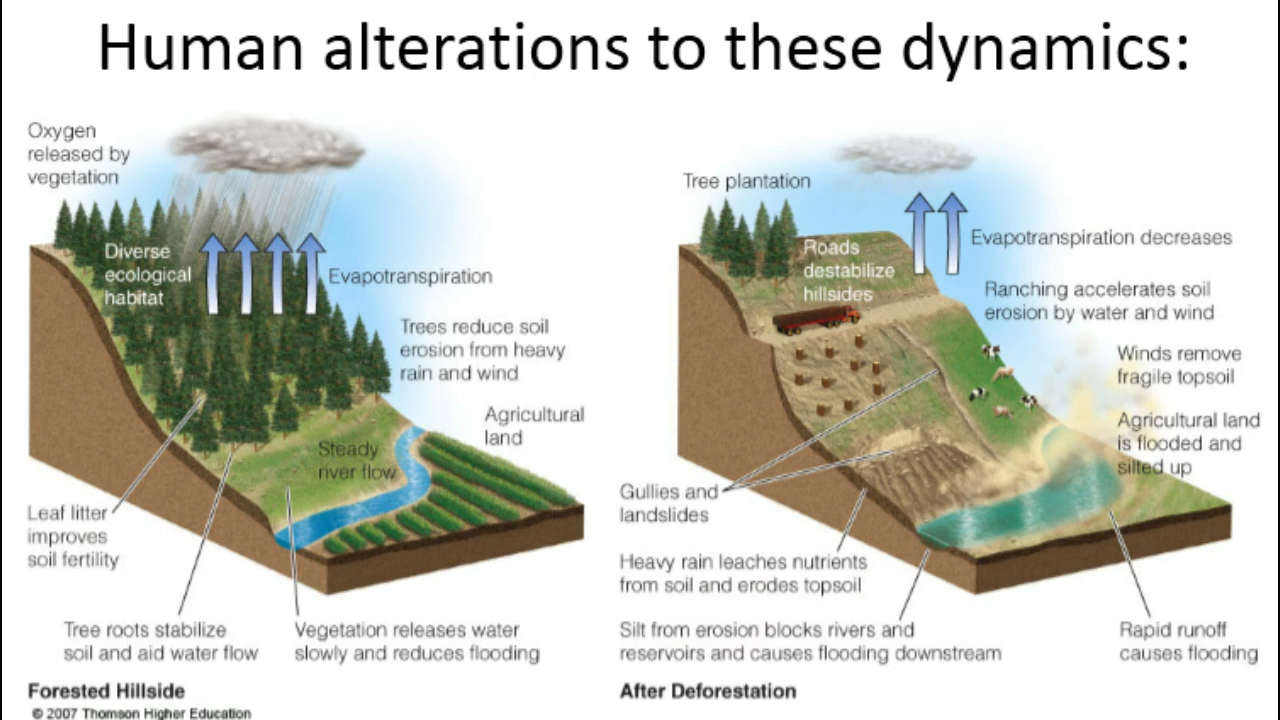 Human alterations to these dynamics:
Oxygen
released by
vegetation
Diverse
ecological
habitat
Evapotranspiration
Trees reduce soil
erosion from heavy
rain and wind
Agricultural
land
Steady
river flow
Leaf litter
improves
soil fertility
Tree roots stabilize
soil and aid water flow
Vegetation releases water
slowly and reduces flooding
Forested Hillside
© 2007 Thomson Higher Education
Tree plantation
Roads
destabilize
hillsides
Evapotranspiration decreases
Ranching accelerates soil
erosion by water and wind
Winds remove
fragile topsoil
Agricultural land
is flooded and
silted up
Gullies and
landslides
Heavy rain leaches nutrients
from soil and erodes topsoil
Silt from erosion blocks rivers and
reservoirs and causes flooding downstream
Rapid runoff
causes flooding
After Deforestation